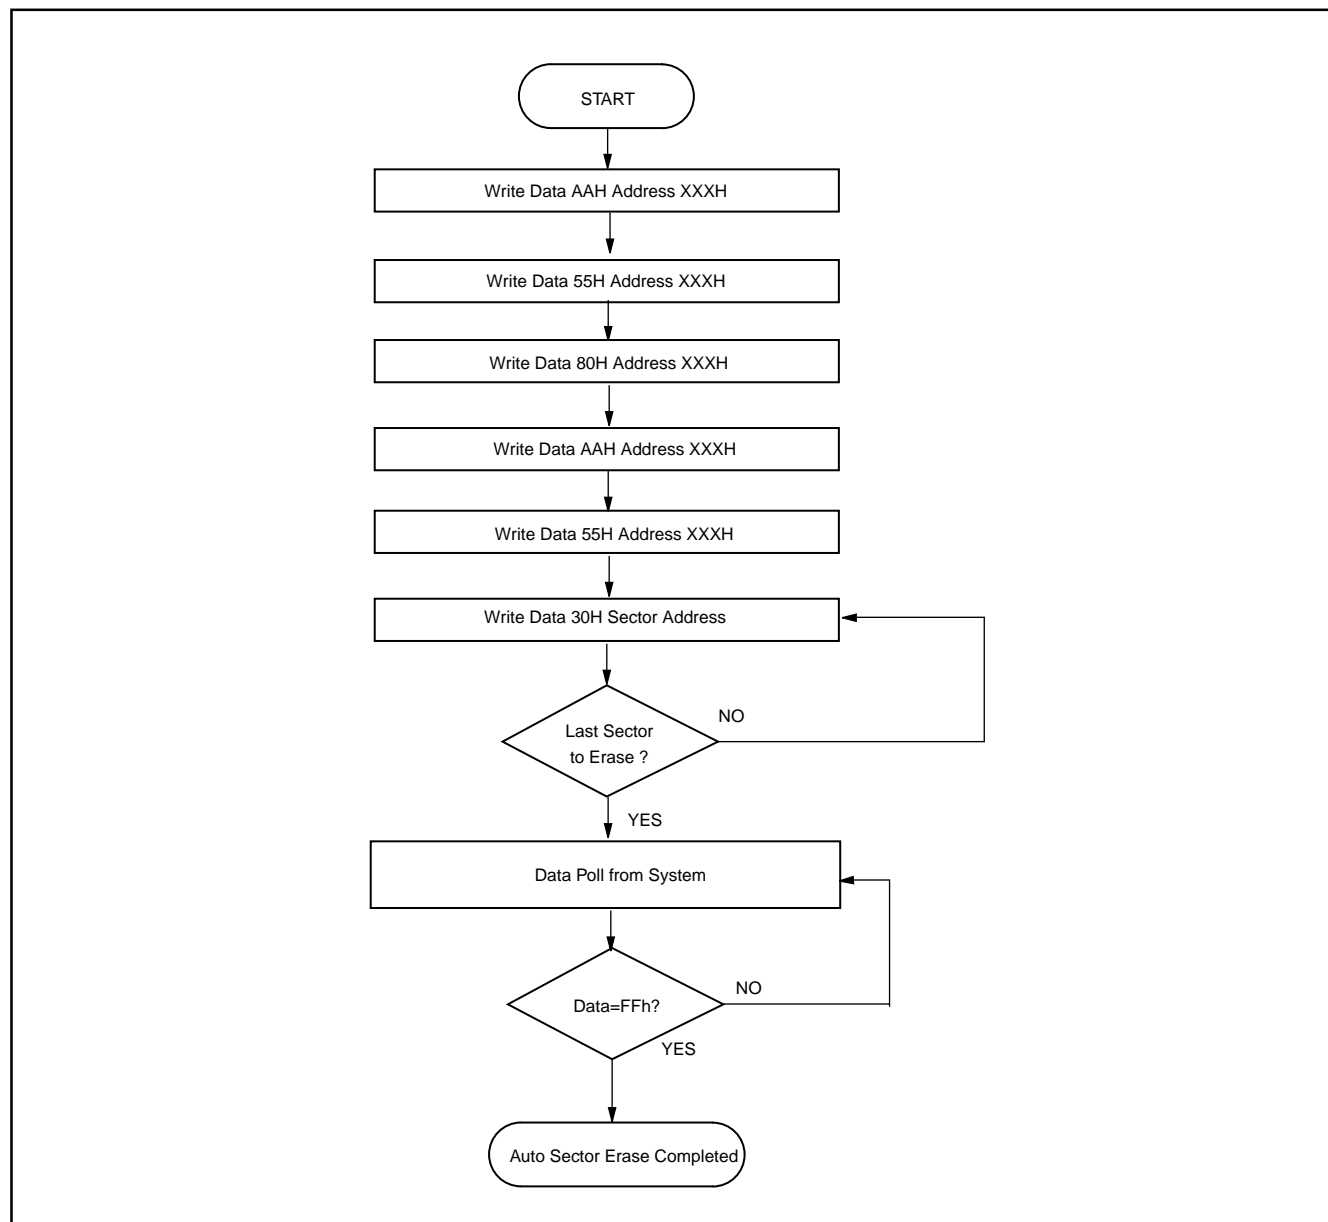 START
Write Data AAH Address XXXH
Write Data 55H Address XXXH
Write Data 80H Address XXXH
Write Data AAH Address XXXH
Write Data 55H Address XXXH
Write Data 30H Sector Address
NO
Last Sector
to Erase ?
YES
Data Poll from System
NO
Data=FFh?
YES
Auto Sector Erase Completed